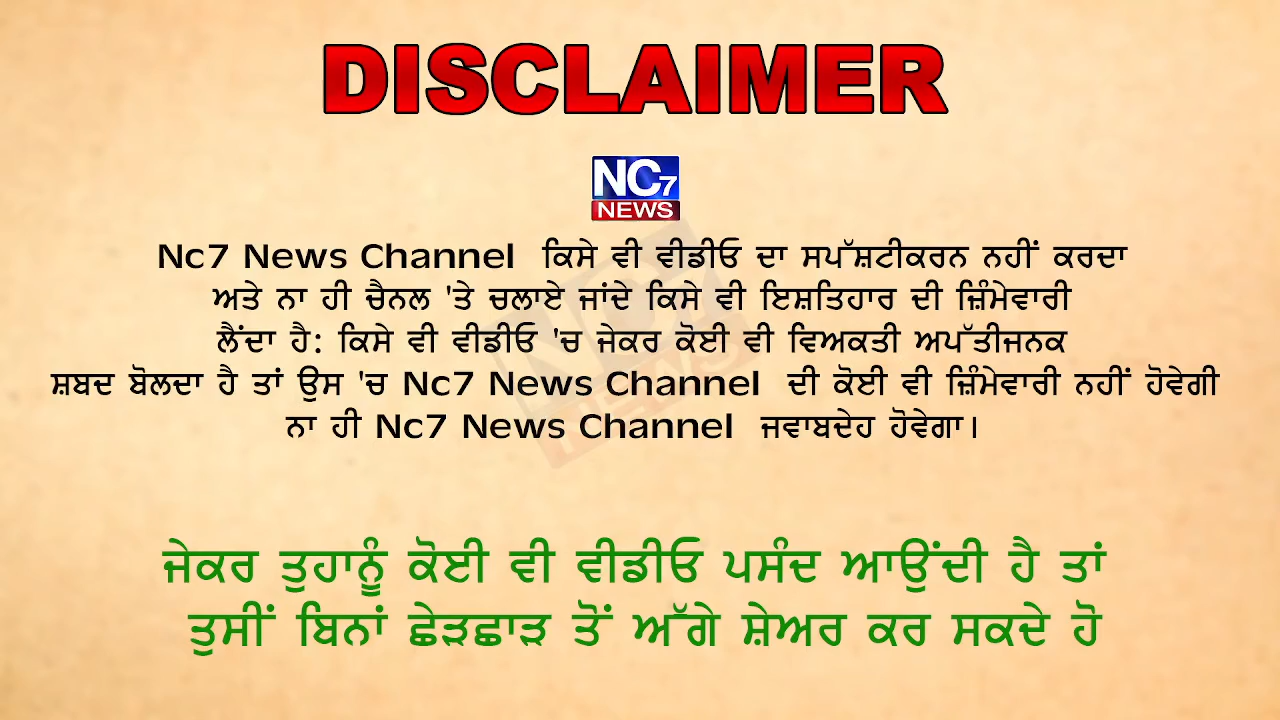 DISCLAIMER
NC7
NEWS
Nc7 News Channel ਕਿਸੇ ਵੀ ਵੀਡੀਓ ਦਾ ਸਪੱਸ਼ਟੀਕਰਨ ਨਹੀਂ ਕਰਦਾ
ਅਤੇ ਨਾ ਹੀ ਚੈਨਲ 'ਤੇ ਚਲਾਏ ਜਾਂਦੇ ਕਿਸੇ ਵੀ ਇਸ਼ਤਿਹਾਰ ਦੀ ਜ਼ਿੰਮੇਵਾਰੀ
ਲੈਂਦਾ ਹੈ: ਕਿਸੇ ਵੀ ਵੀਡੀਓ 'ਚ ਜੇਕਰ ਕੋਈ ਵੀ ਵਿਅਕਤੀ ਅਪੱਤੀਜਨਕ
ਸ਼ਬਦ ਬੋਲਦਾ ਹੈ ਤਾਂ ਉਸ 'ਚ Nc7 News Channel ਦੀ ਕੋਈ ਵੀ ਜ਼ਿੰਮੇਵਾਰੀ ਨਹੀਂ ਹੋਵੇਗੀ
ਨਾ ਹੀ Nc7 News Channel ਜਵਾਬਦੇਹ ਹੋਵੇਗਾ।
ਜੇਕਰ ਤੁਹਾਨੂੰ ਕੋਈ ਵੀ ਵੀਡੀਓ ਪਸੰਦ ਆਉਂਦੀ ਹੈ ਤਾਂ
ਤੁਸੀਂ ਬਿਨਾਂ ਛੇੜਛਾੜ ਤੋਂ ਅੱਗੇ ਸ਼ੇਅਰ ਕਰ ਸਕਦੇ ਹੋ